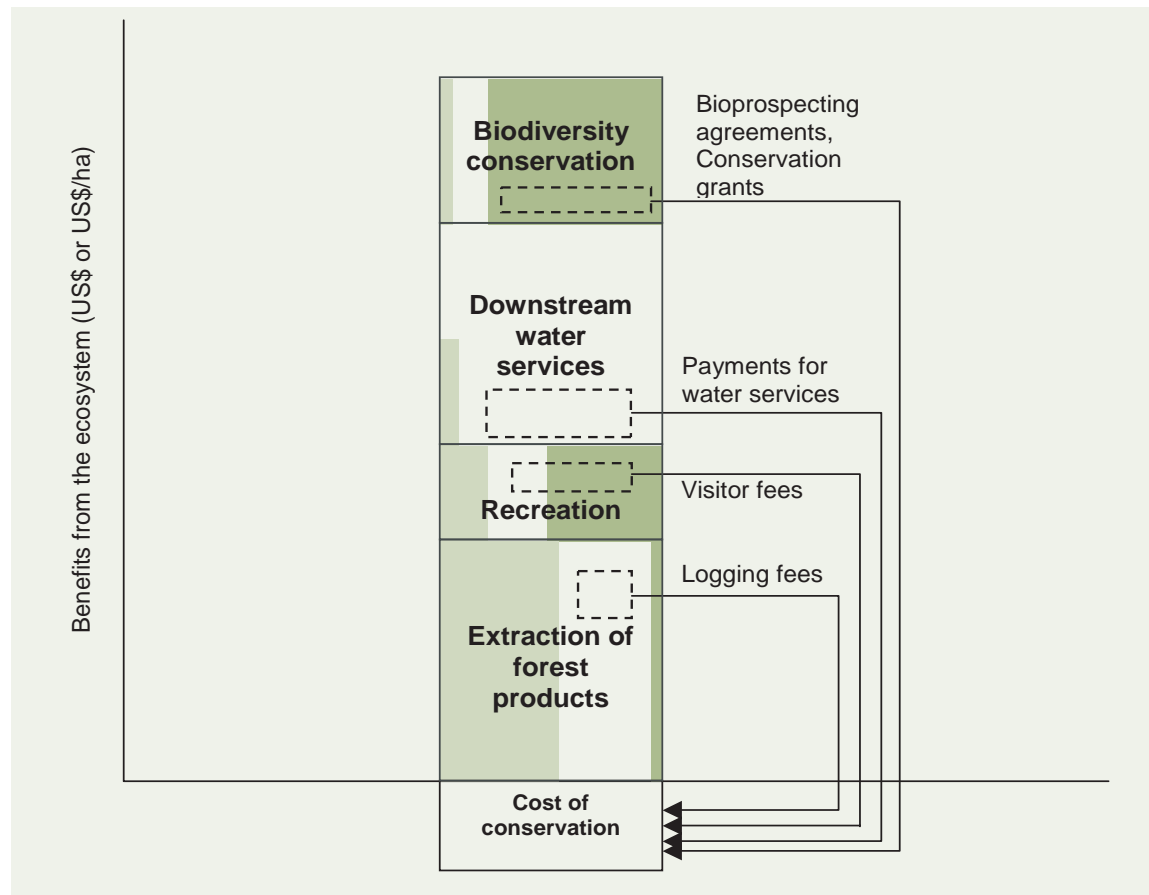 Benefits from the ecosystem (US$ or US$/ha)
Biodiversity
conservation
Bioprospecting
agreements,
Conservation
grants
Downstream
water
services
Payments for
water services
Recreation
Visitor fees
Logging fees
Extraction of
forest
products
Cost of
conservation